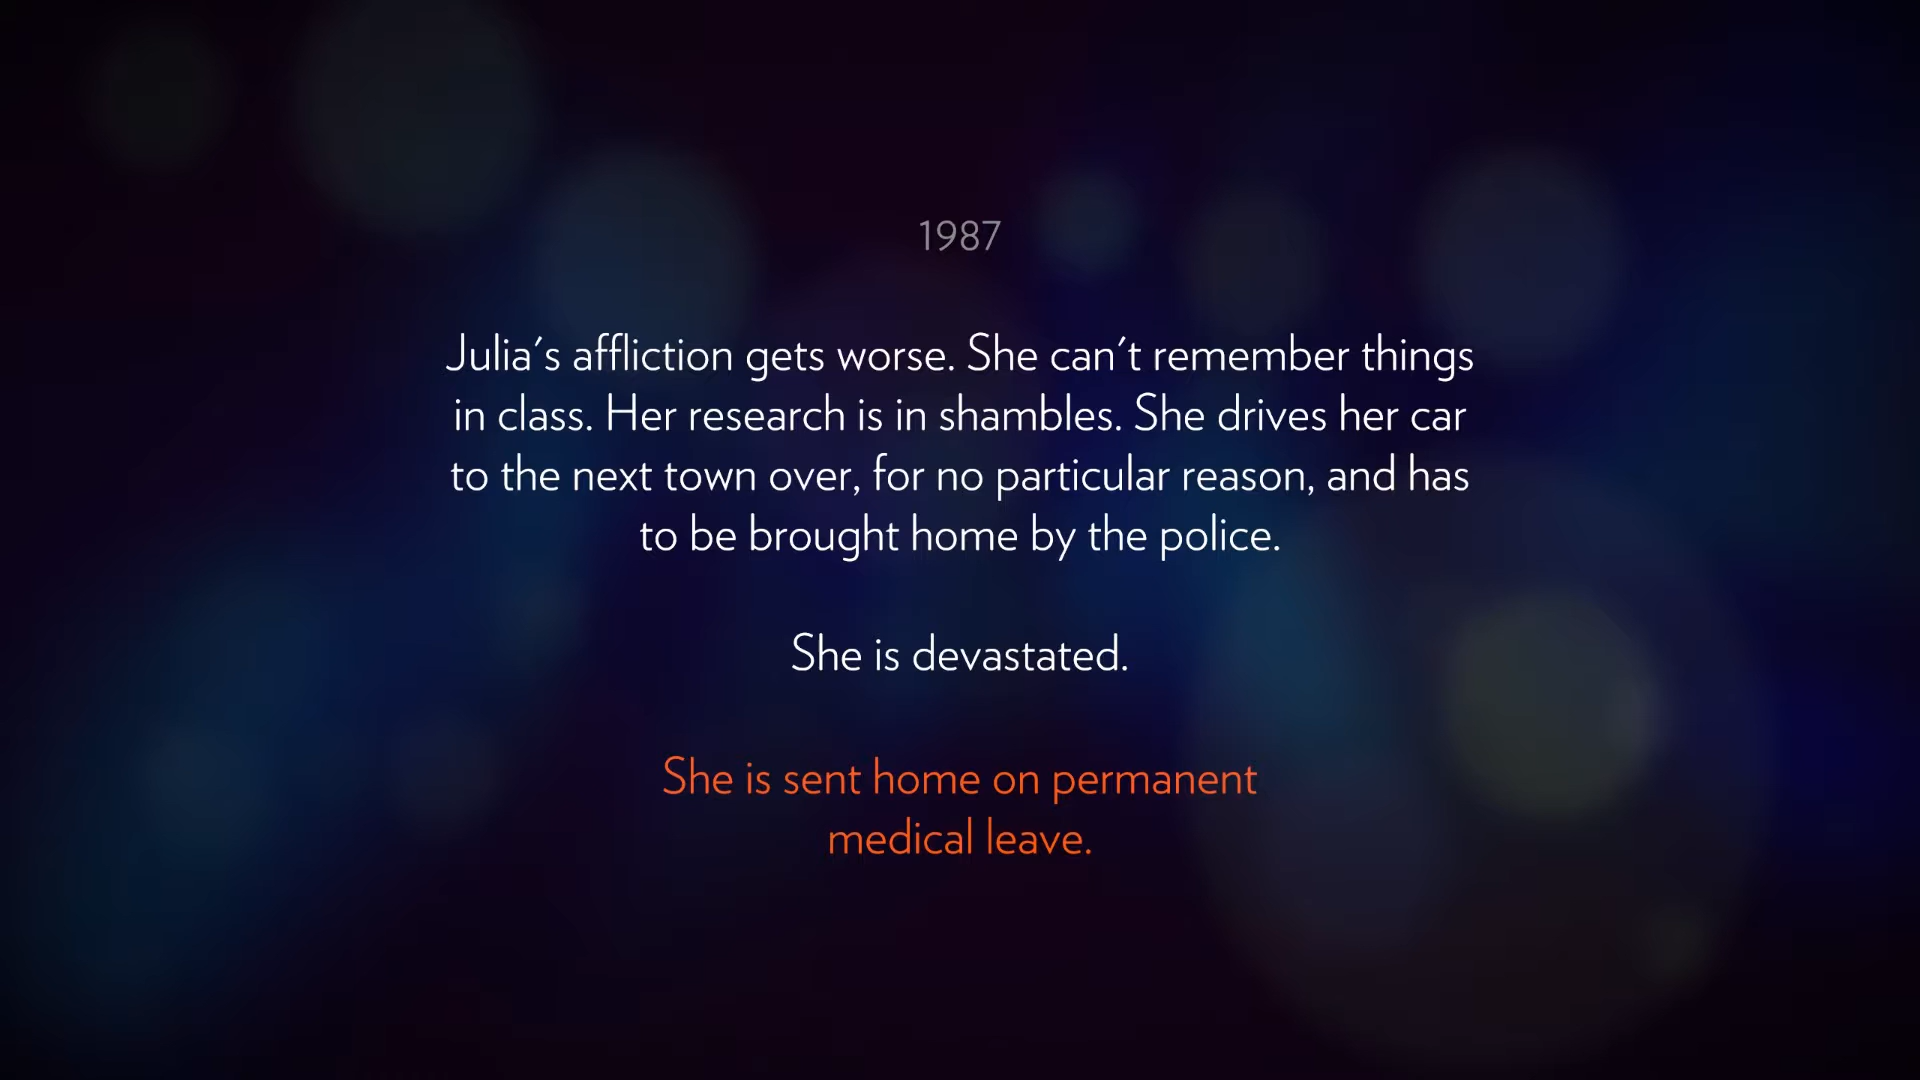 1987
Julia's affliction gets worse. She can't remember things
in class. Her research is in shambles. She drives her car
to the next town over, for no particular reason, and has
to be brought home by the police.
She is devastated.
She is sent home on permanent
medical leave.